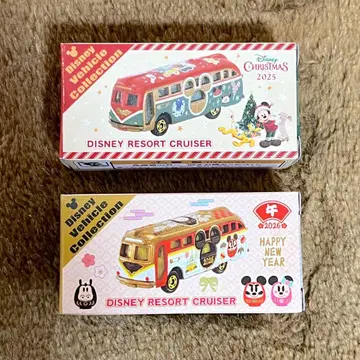 Disney
Vehicle
Collection
Disney
CHRISTMAS
2025
DISNEY RESORT CRUISER
Disney
Vehicle
Collection
午
2026
HAPPY
NEW
YEAR
DISNEY RESORT CRUISER